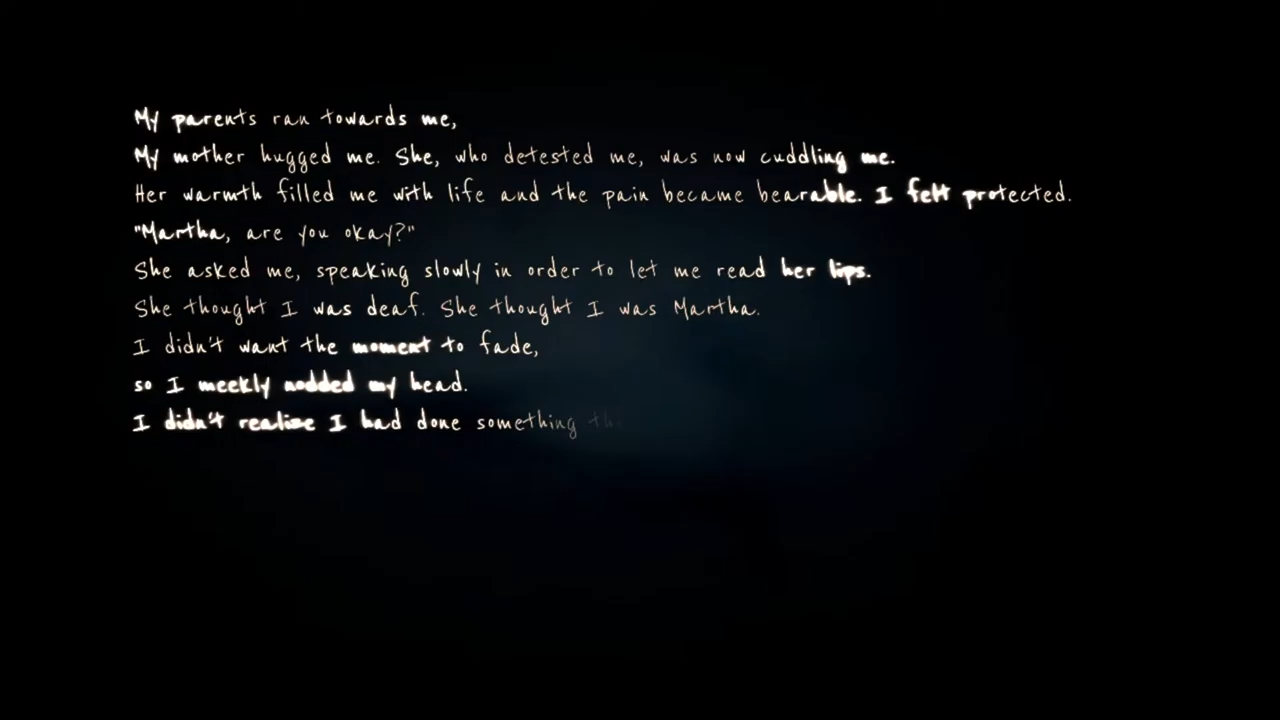 My parents ran towards me,
My mother hugged me. She, who detested me, was now cuddling me.
Her warmth filled me with life and the pain became bearable. I felt protected.
"Martha, are you okay?"
She asked me, speaking slowly in order to let me read her lips.
She thought I was deaf. She thought I was Martha.
I didn't want the moment to fade,
so I meekly nodded my head.
I didn't realize I had done something